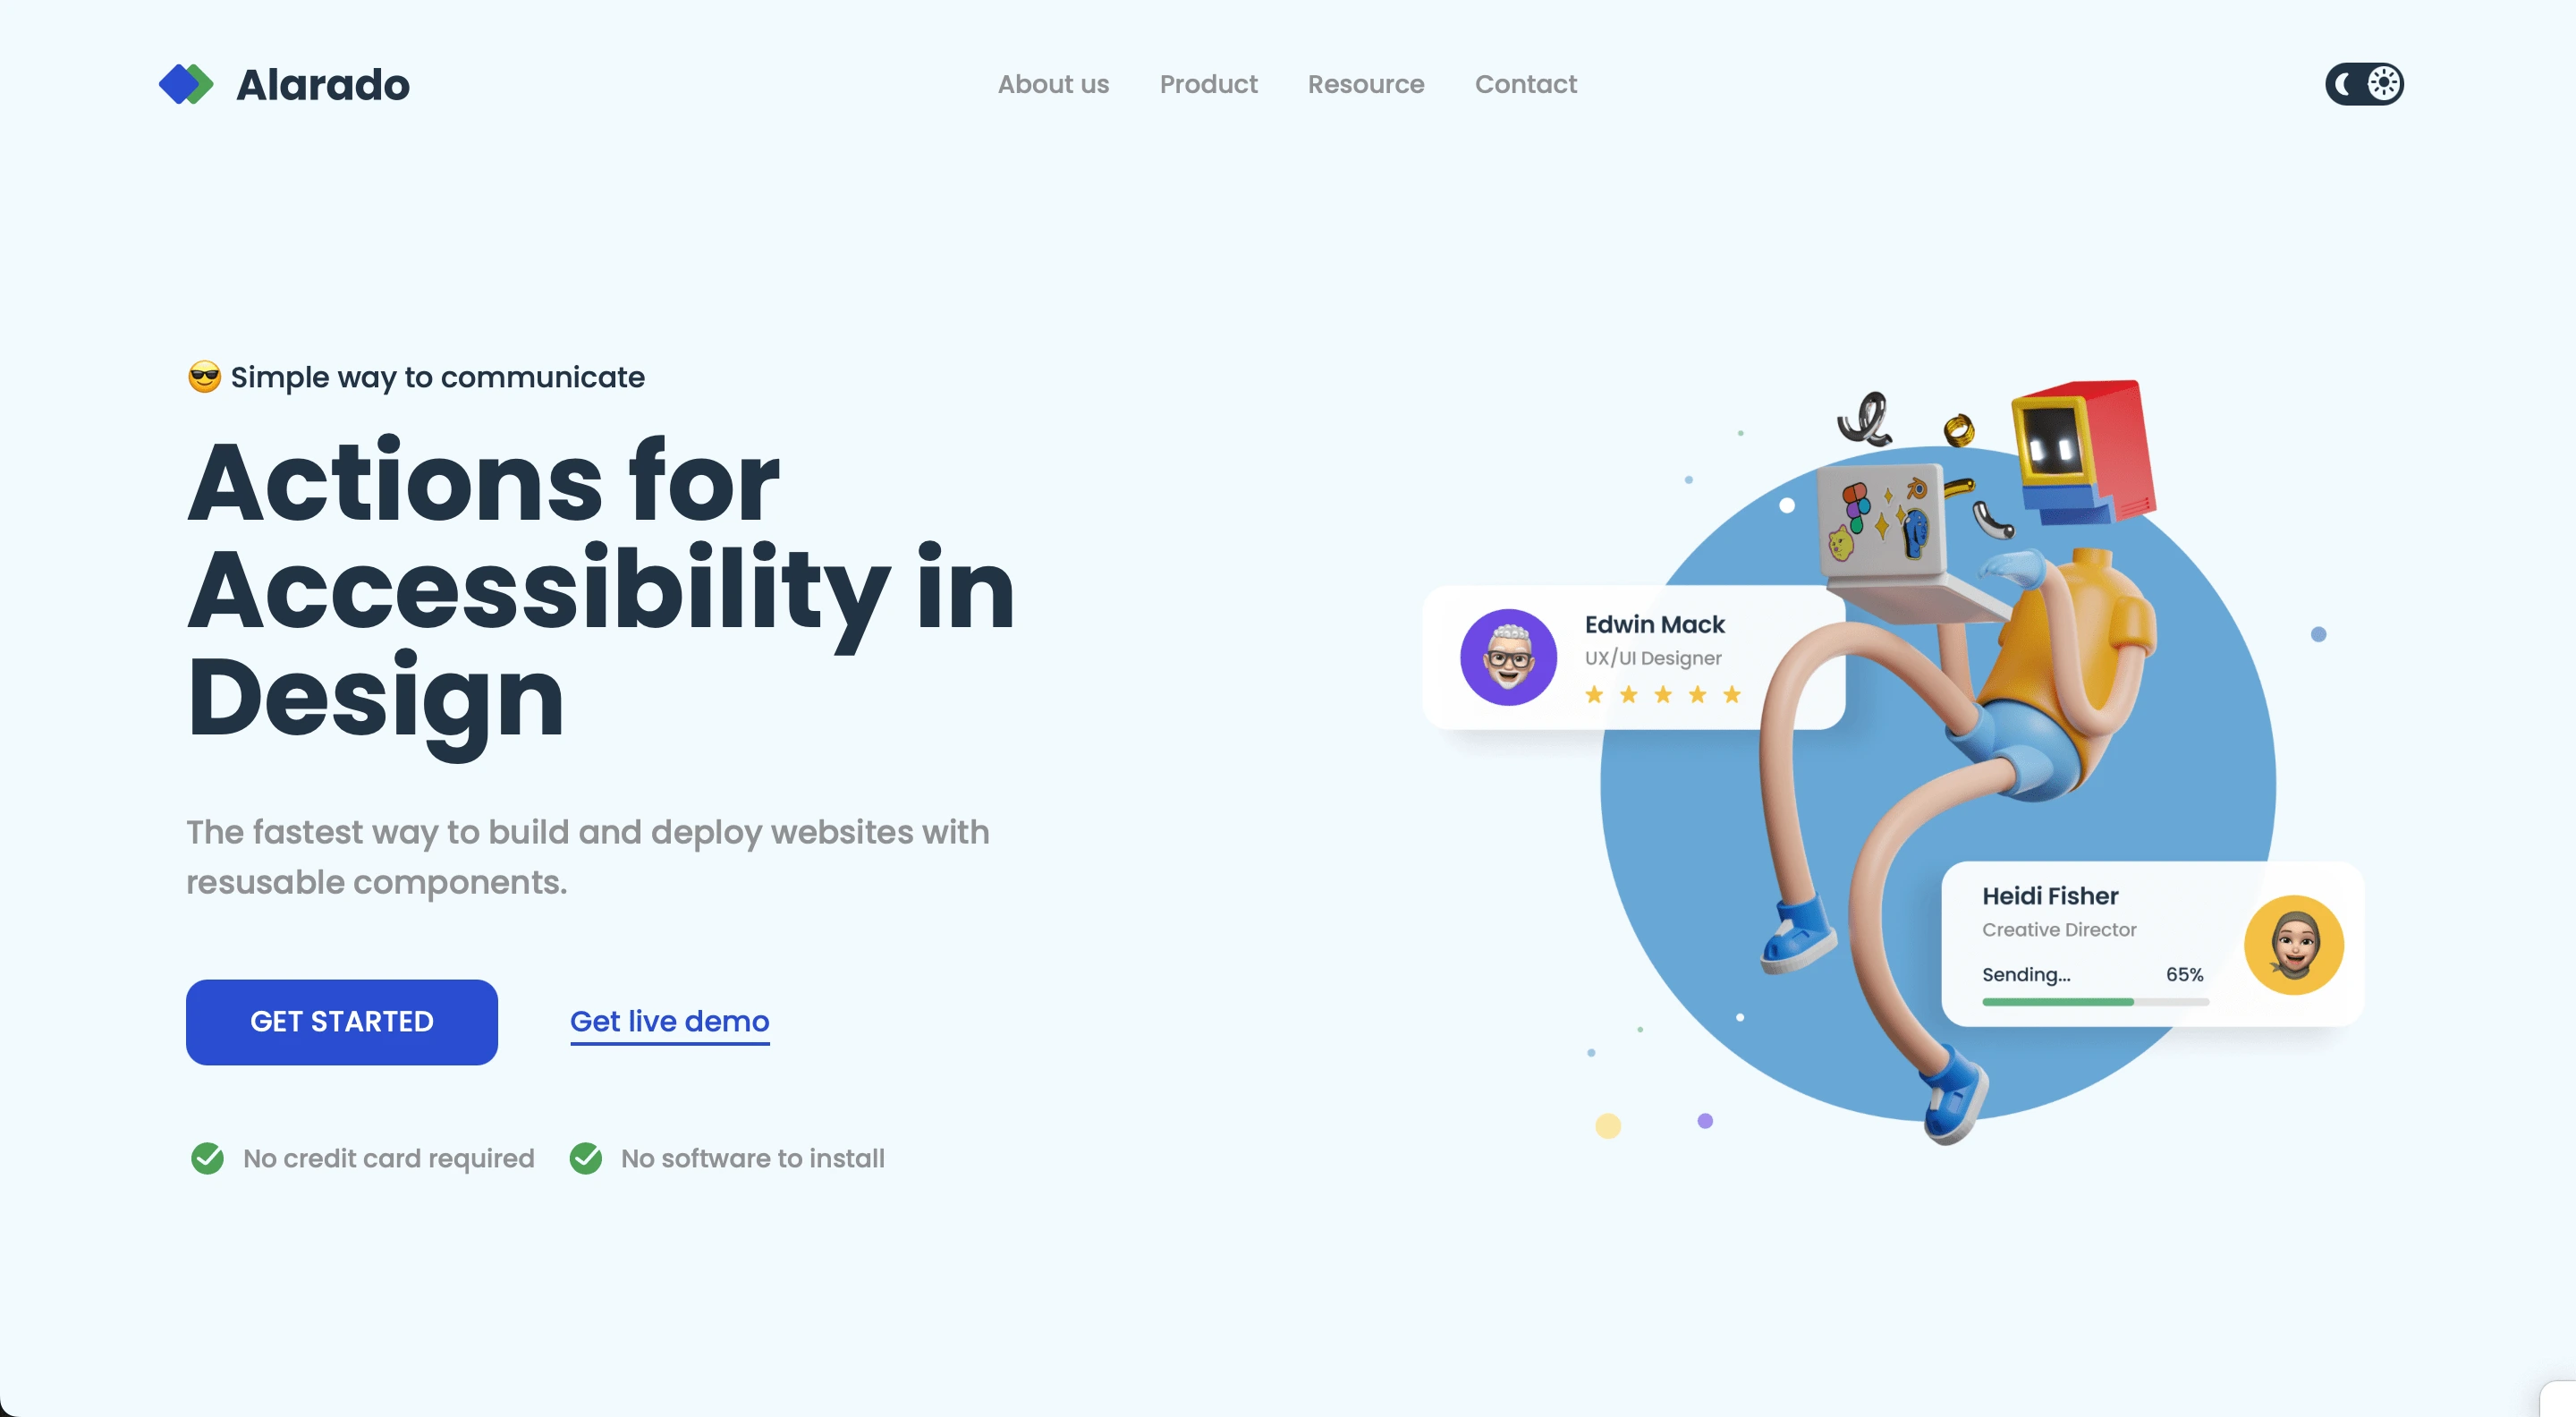 Alarado
About us Product Resource Contact
😎 Simple way to communicate
Actions for
Accessibility in
Design
The fastest way to build and deploy websites with
resusable components.
GET STARTED
Get live demo
No credit card required
No software to install
Edwin Mack
UX/UI Designer
Heidi Fisher
Creative Director
Sending... 65%